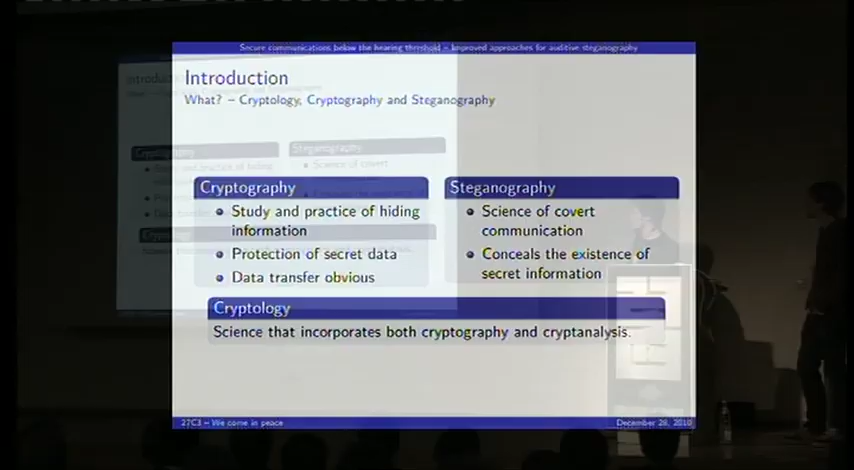 Secure communications below the hearing threshold – Improved approaches for auditive steganography
Introduction
What? – Cryptology, Cryptography and Steganography
Cryptography
Study and practice of hiding
information
Protection of secret data
Data transfer obvious
Steganography
Science of covert
communication
Conceals the existence of
secret information
Cryptology
Science that incorporates both cryptography and cryptanalysis.
27C3 – We come in peace
December 28, 2010